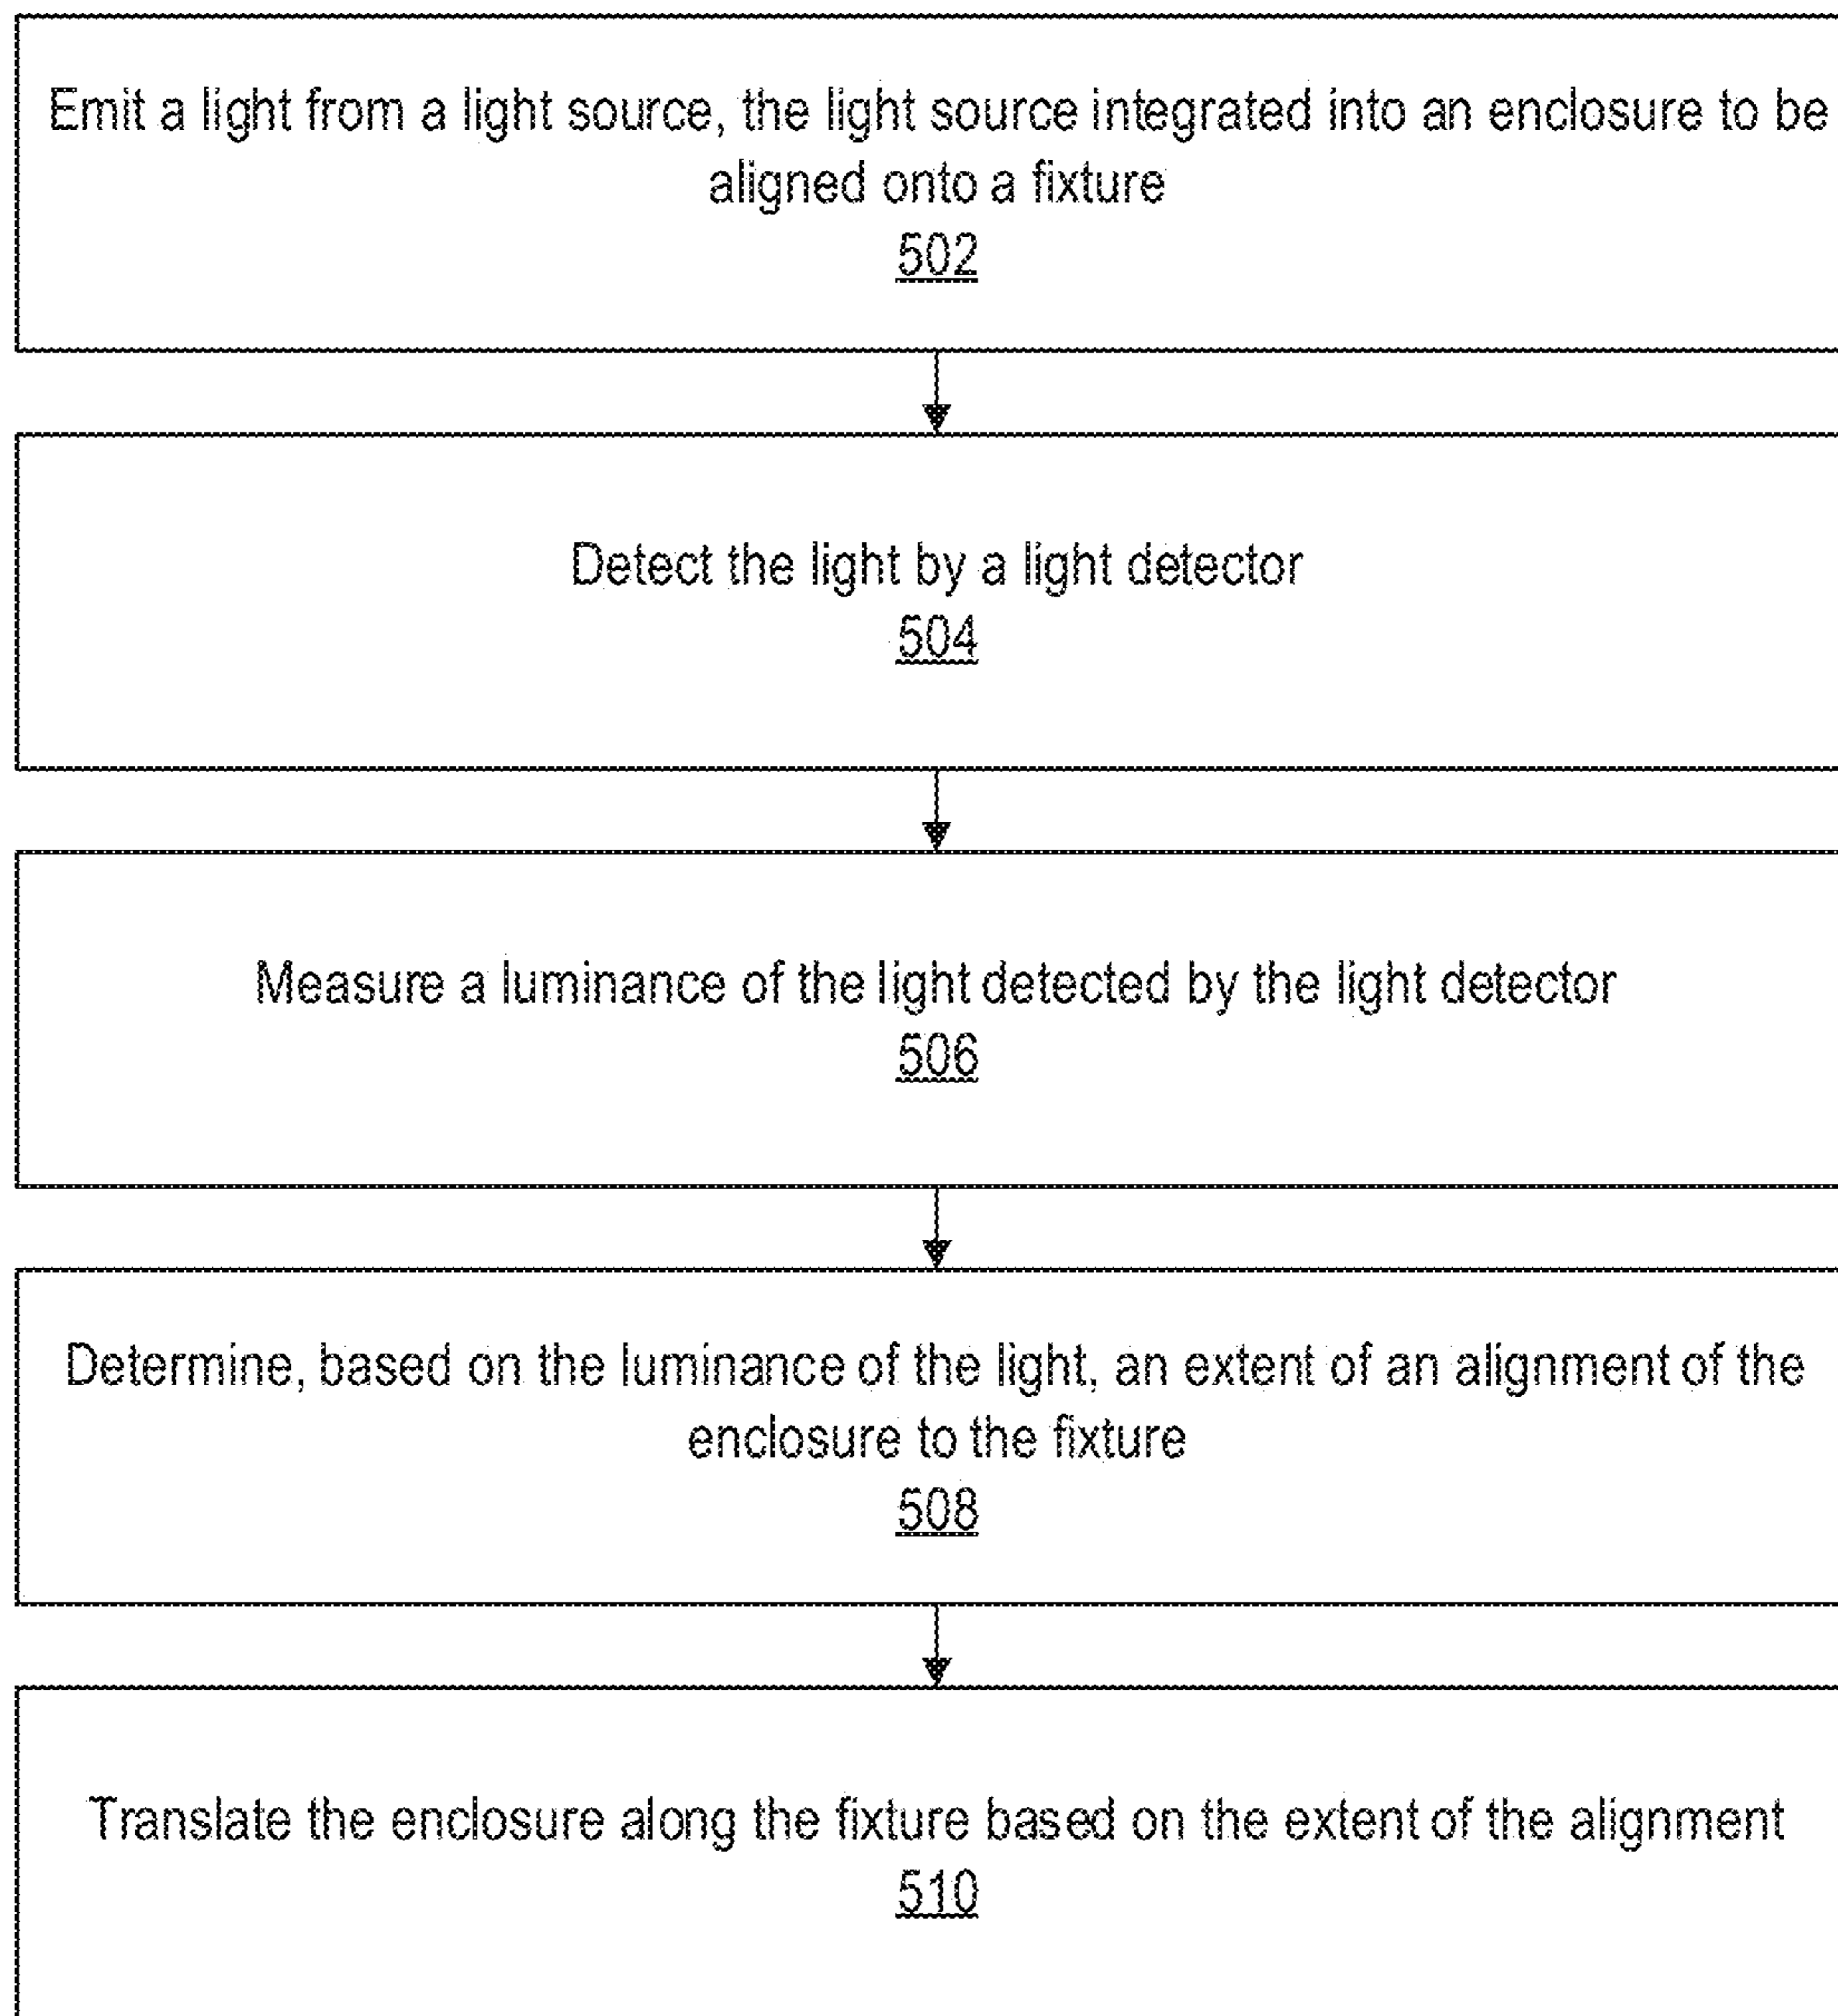 Emit a light from a light source, the light source integrated into an enclosure to be
aligned onto a fixture
502
Detect the light by a light detector
504
Measure a luminance of the light detected by the light detector
506
Determine, based on the luminance of the light, an extent of an alignment of the
enclosure to the fixture
508
Translate the enclosure along the fixture based on the extent of the alignment
510